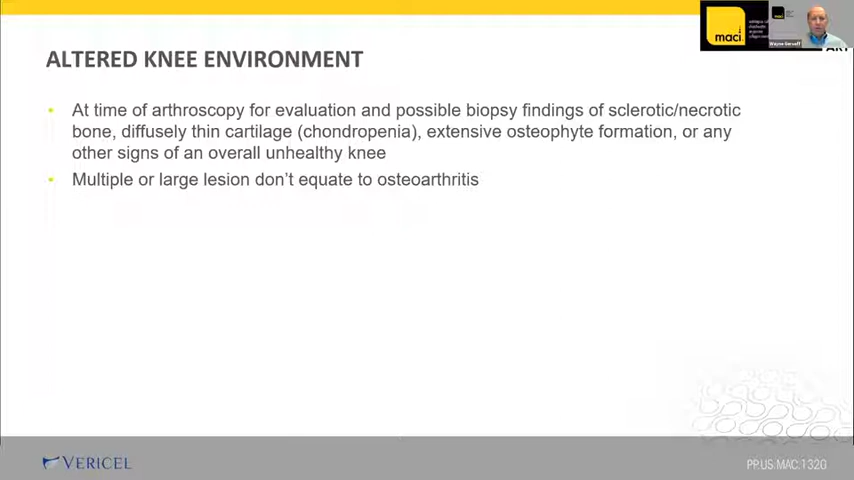 ALTERED KNEE ENVIRONMENT
• At time of arthroscopy for evaluation and possible biopsy findings of sclerotic/necrotic
bone, diffusely thin cartilage (chondropenia), extensive osteophyte formation, or any
other signs of an overall unhealthy knee
• Multiple or large lesion don't equate to osteoarthritis
maci
VERICEL
PP.US.MAC.1320